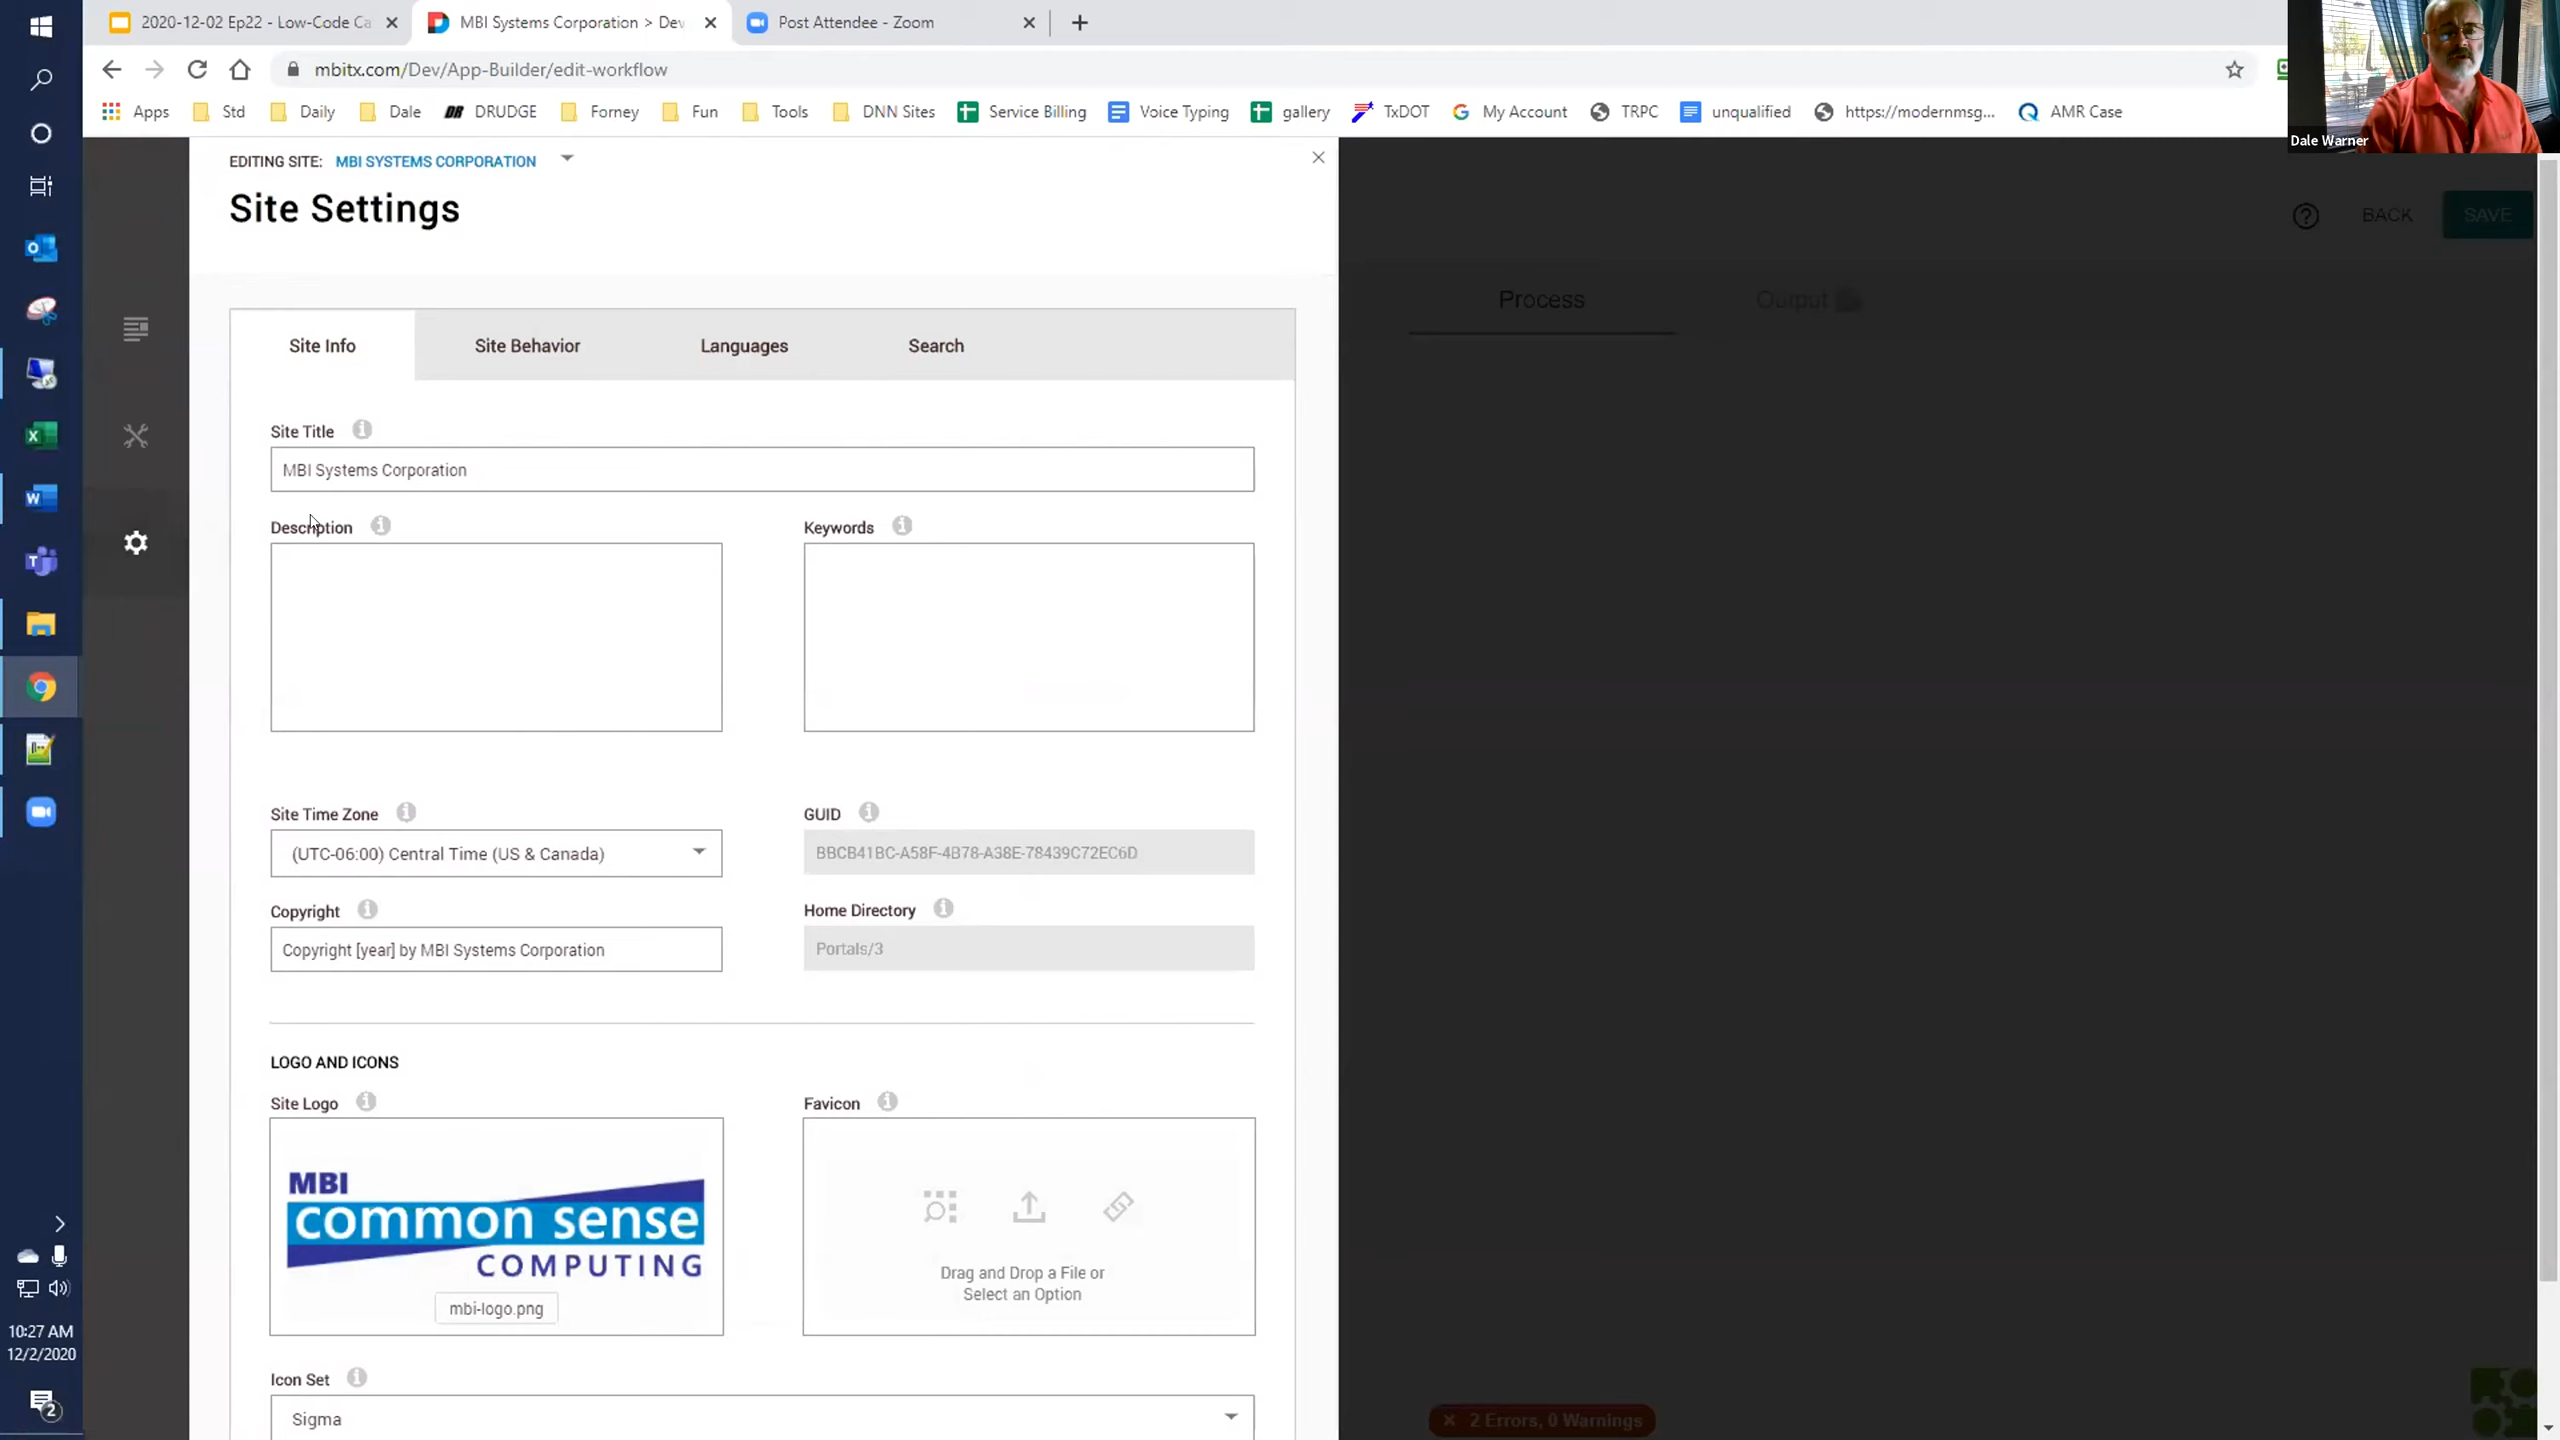 2020-12-02 Ep22 - Low-Code Ca
MBI Systems Corporation > Dev
Post Attendee - Zoom
mbitx.com/Dev/App-Builder/edit-workflow
Apps Std Daily Dale DRUDGE Forney Fun Tools DNN Sites Service Billing Voice Typing gallery TxDOT My Account TRPC unqualified https://modernmsg... AMR Case
Dale Warner
EDITING SITE: MBI SYSTEMS CORPORATION
Site Settings
BACK SAVE
Process Output
Site Info Site Behavior Languages Search
Site Title
MBI Systems Corporation
Description Keywords
Site Time Zone GUID
(UTC-06:00) Central Time (US & Canada) BBCB41BC-A58F-4B78-A38E-78439C72EC6D
Copyright Home Directory
Copyright [year] by MBI Systems Corporation Portals/3
LOGO AND ICONS
Site Logo Favicon
MBI
common sense
COMPUTING
mbi-logo.png
Drag and Drop a File or
Select an Option
Icon Set
Sigma
2 Errors, 0 Warnings
10:27 AM
12/2/2020
2